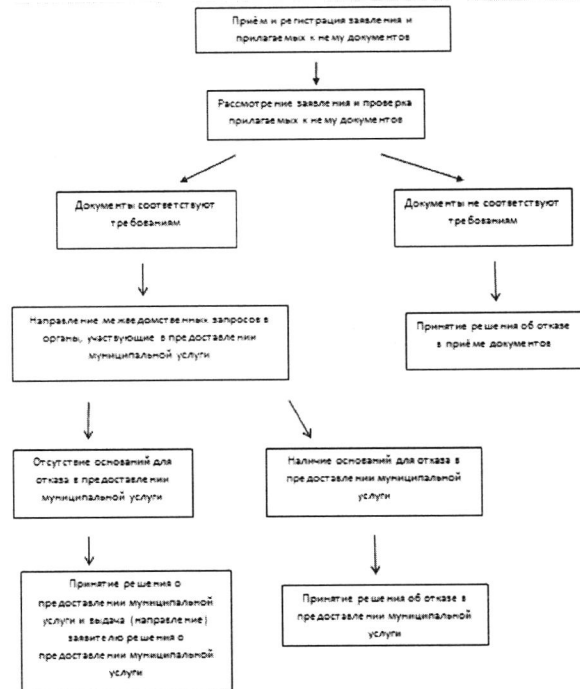 Приём и регистрация заявления и
прилагаемых к нему документов
Рассмотрение заявления и проверка
прилагаемых к нему документов
Документы соответствуют
требованиям
Документы не соответствуют
требованиям
Направление межведомственных запросов в
органы, участвующие в предоставлении
муниципальной услуги
Принятие решения об отказе
в приёме документов
Отсутствие оснований для
отказа в предоставлении
муниципальной услуги
Наличие оснований для отказа в
предоставлении муниципальной
услуги
Принятие решения о
предоставлении муниципальной
услуги и выдача (направление)
заявителю решения о
предоставлении муниципальной
услуги
Принятие решения об отказе в
предоставлении муниципальной
услуги